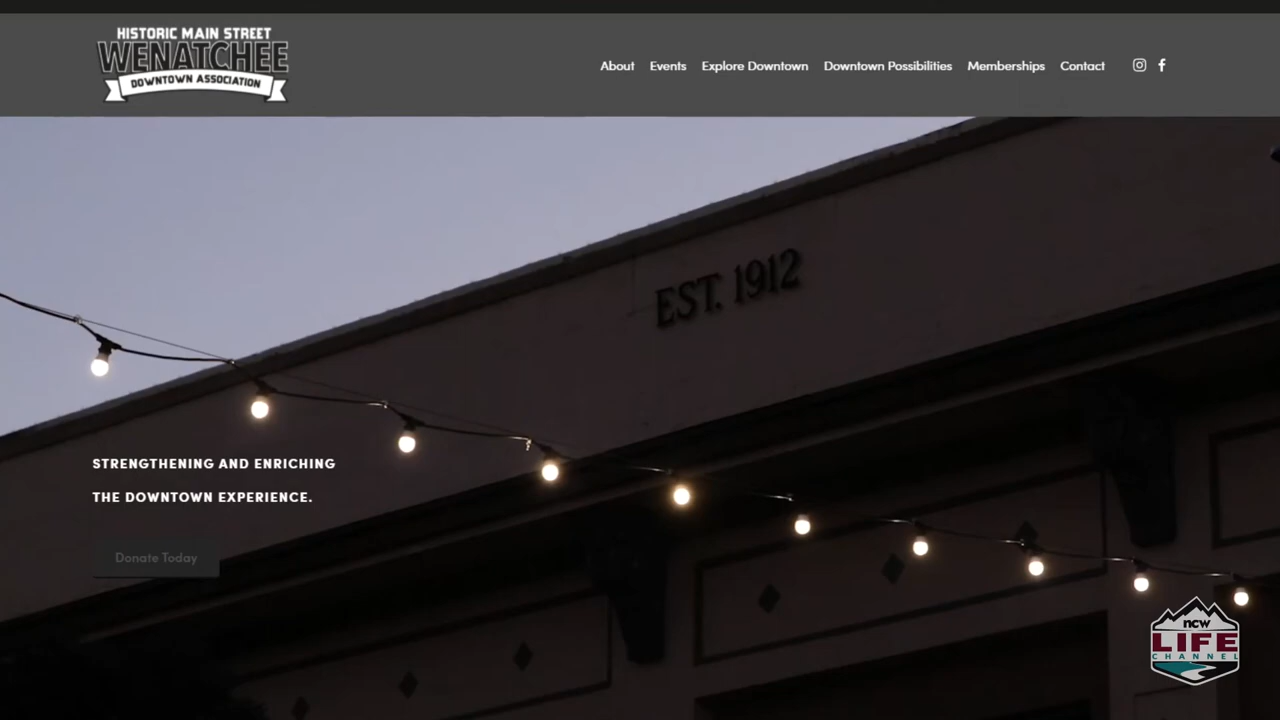 HISTORIC MAIN STREET
WENATCHEE
DOWNTOWN ASSOCIATION
About Events Explore Downtown Downtown Possibilities Memberships Contact
EST. 1912
STRENGTHENING AND ENRICHING
THE DOWNTOWN EXPERIENCE.
Donate Today
ncw
LIFE
CHANNEL